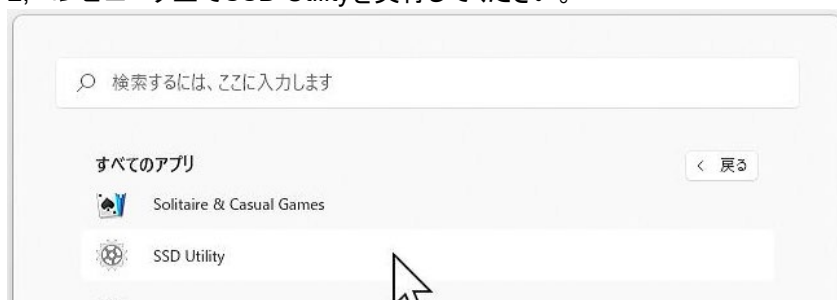 検索するには、ここに入力します
すべてのアプリ
< 戻る
Solitaire & Casual Games
SSD Utility